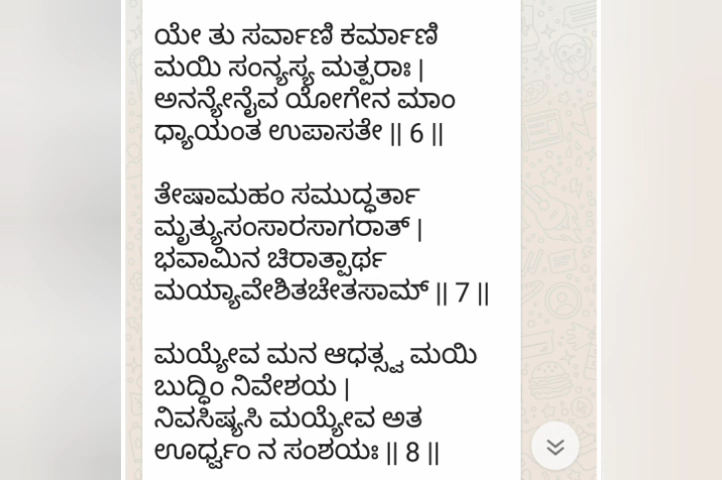 ಯೇ ತು ಸರ್ವಾಣಿ ಕರ್ಮಾಣಿ
ಮಯಿ ಸಂನ್ಯಸ್ಯ ಮತ್ಪರಾಃ |
ಅನನ್ಯೇನೈವ ಯೋಗೇನ ಮಾಂ
ಧ್ಯಾಯಂತ ಉಪಾಸತೇ || 6 ||
ತೇಷಾಮಹಂ ಸಮುದ್ಧರ್ತಾ
ಮೃತ್ಯುಸಂಸಾರಸಾಗರಾತ್ |
ಭವಾಮಿನ ಚಿರಾತ್ಪಾರ್ಥ
ಮಯ್ಯಾವೇಶಿತಚೇತಸಾಮ್ || 7 ||
ಮಯ್ಯೇವ ಮನ ಆಧತ್ಸ್ವ ಮಯಿ
ಬುದ್ಧಿಂ ನಿವೇಶಯ |
ನಿವಸಿಷ್ಯಸಿ ಮಯ್ಯೇವ ಅತ
ಊರ್ಧ್ವಂ ನ ಸಂಶಯಃ || 8 ||